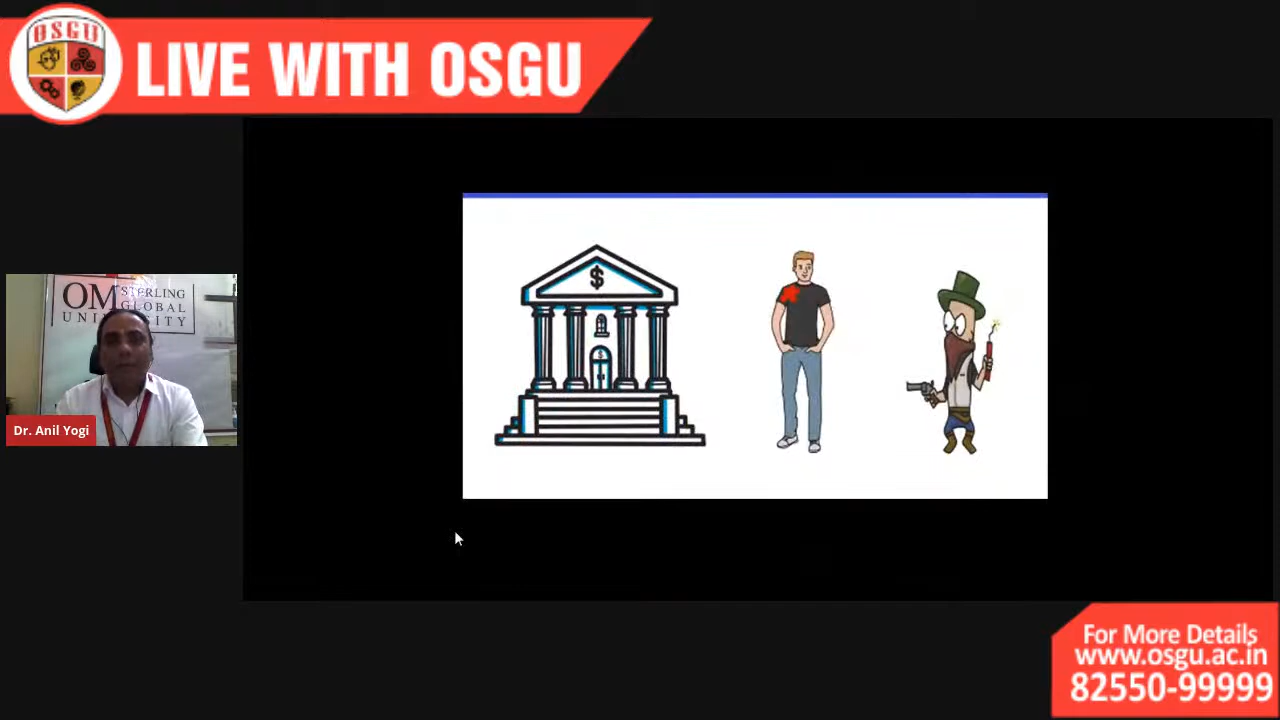 OSGU
LIVE WITH OSGU
OM STERLING
GLOBAL
UNIVERSITY
Dr. Anil Yogi
$
$
For More Details
www.osgu.ac.in
82550-99999